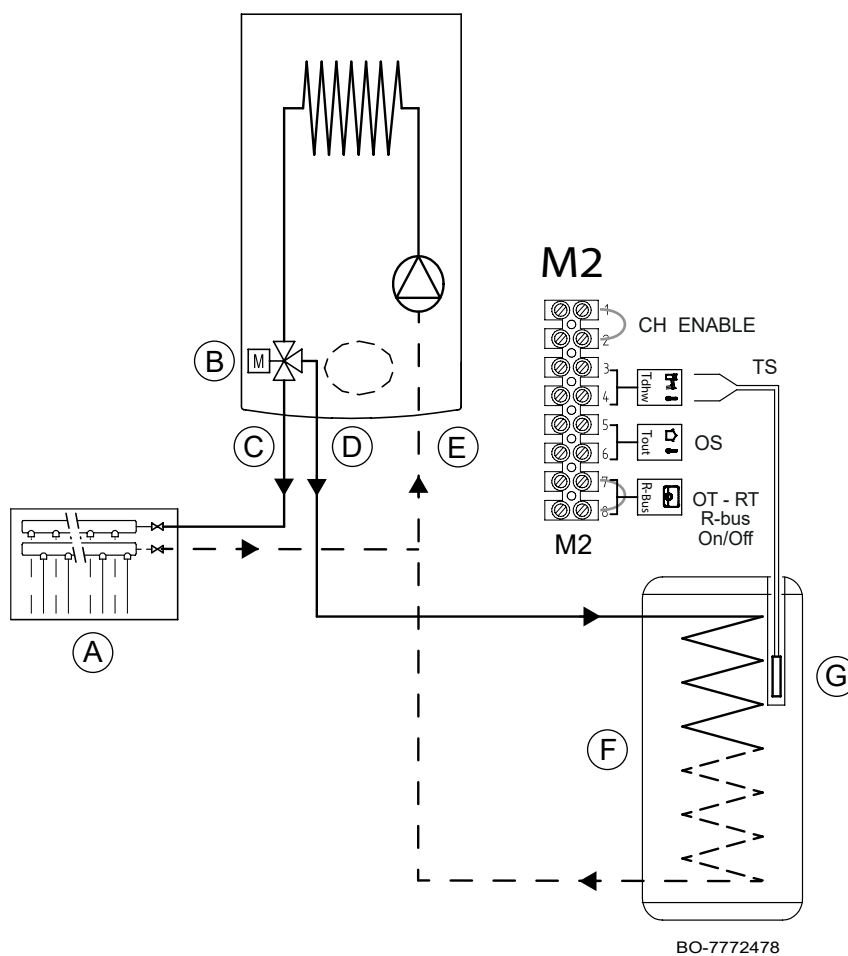 M2
1
CH ENABLE
2
B
M
3
Tdhw
TS
4
C
D
E
5
Tout
OS
6
7
R-Bus
OT - RT
R-bus
On/Off
8
M2
A
G
F
BO-7772478